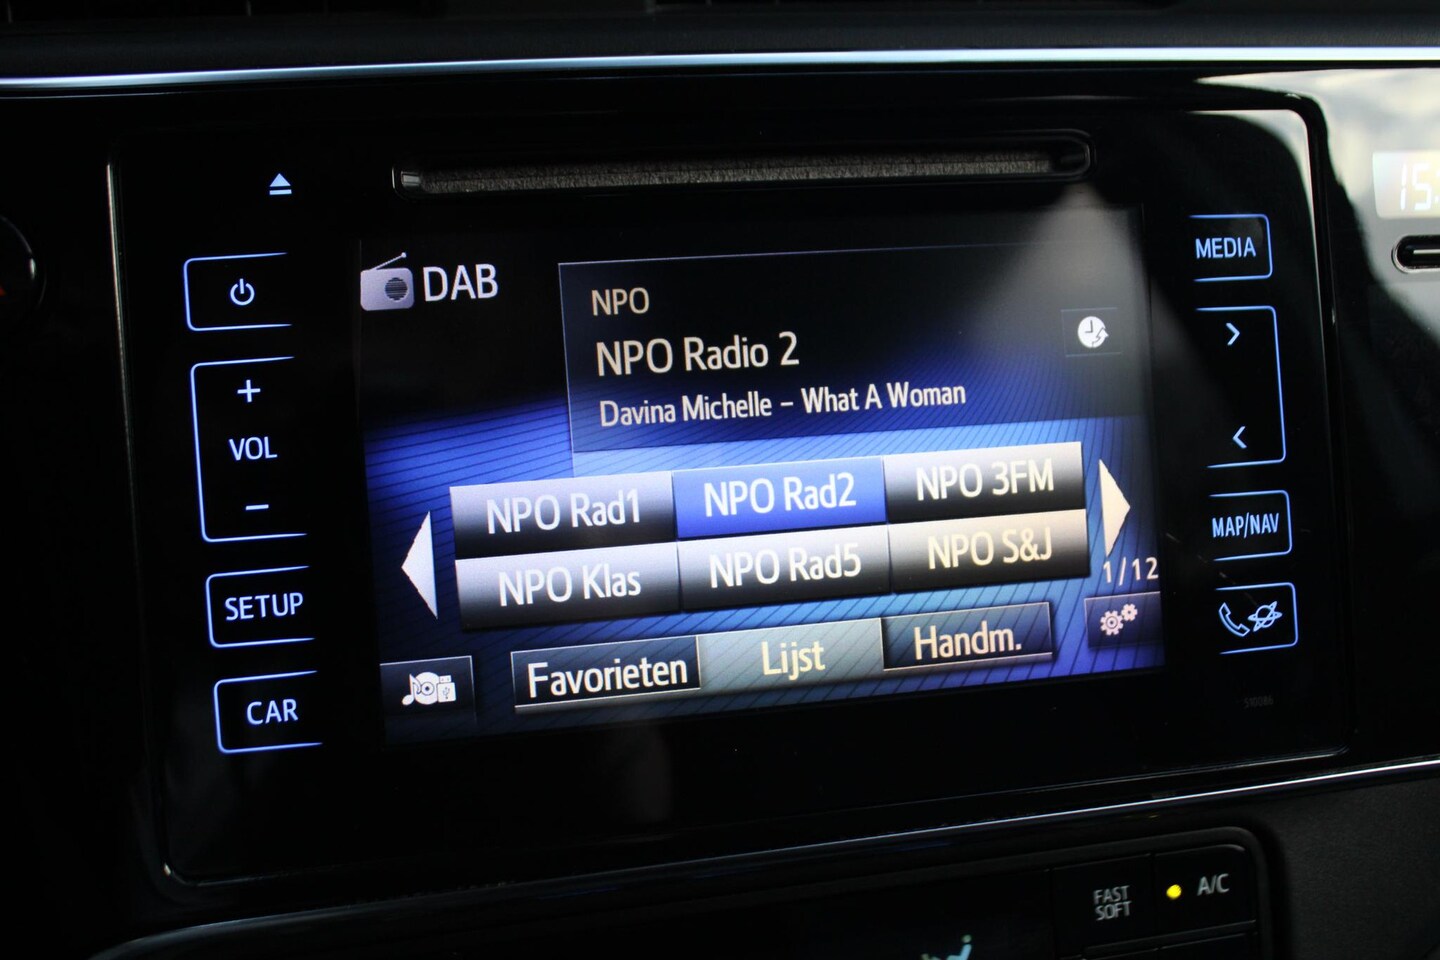 DAB
NPO
NPO Radio 2
Davina Michelle – What A Woman
NPO Rad1
NPO Rad2
NPO 3FM
NPO Klas
NPO Rad5
NPO S&J
1/12
Favorieten
Lijst
Handm.
+
VOL
−
SETUP
CAR
MEDIA
>
<
MAP/NAV
FAST
SOFT
A/C